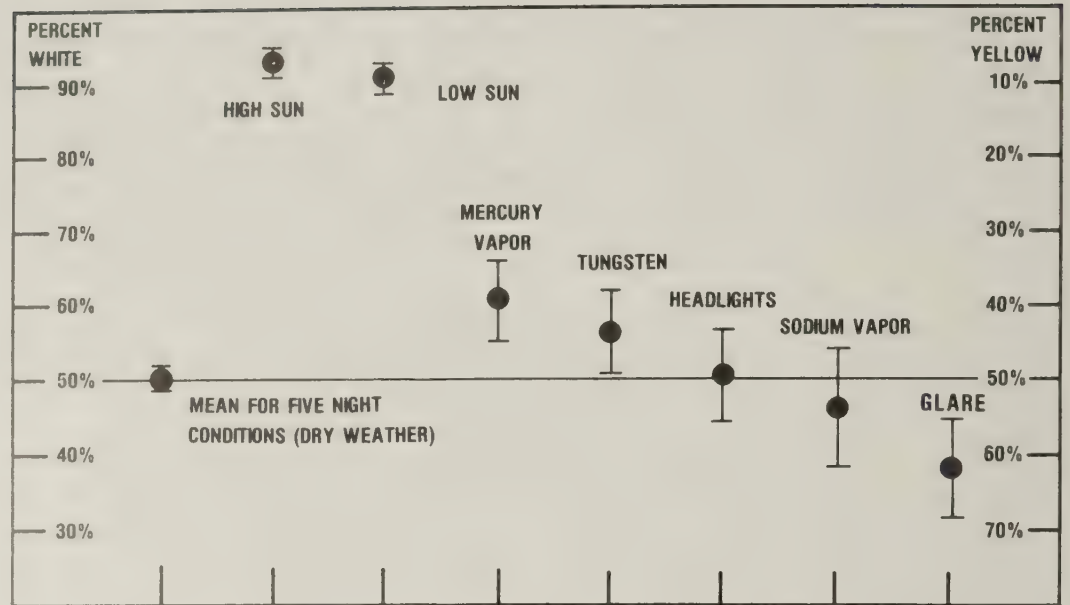 PERCENT
WHITE
90%
80%
70%
60%
50%
40%
30%
PERCENT
YELLOW
10%
20%
30%
40%
50%
60%
70%
HIGH SUN
LOW SUN
MERCURY
VAPOR
TUNGSTEN
HEADLIGHTS
SODIUM VAPOR
GLARE
MEAN FOR FIVE NIGHT
CONDITIONS (DRY WEATHER)